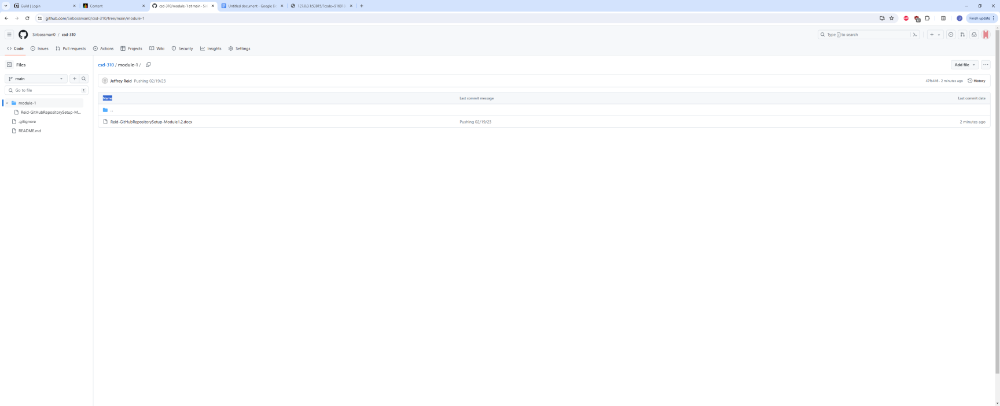 Guild | Login
Content
csd-310/module-1 at main · Sir
Untitled document - Google D
127.0.0.1:53815/?code=91691
github.com/Sirbossman0/csd-310/tree/main/module-1
Finish update
Sirbossman0 / csd-310
Type / to search
Code
Issues
Pull requests
Actions
Projects
Wiki
Security
Insights
Settings
Files
csd-310 / module-1 /
Add file
main
Jeffrey Reid Pushing 02/19/23
2 minutes ago
History
Go to file
t
Name
Last commit message
Last commit date
module-1
..
Reid-GitHubRepositorySetup-M...
Reid-GitHubRepositorySetup-Module1.2.docx
Pushing 02/19/23
2 minutes ago
.gitignore
README.md